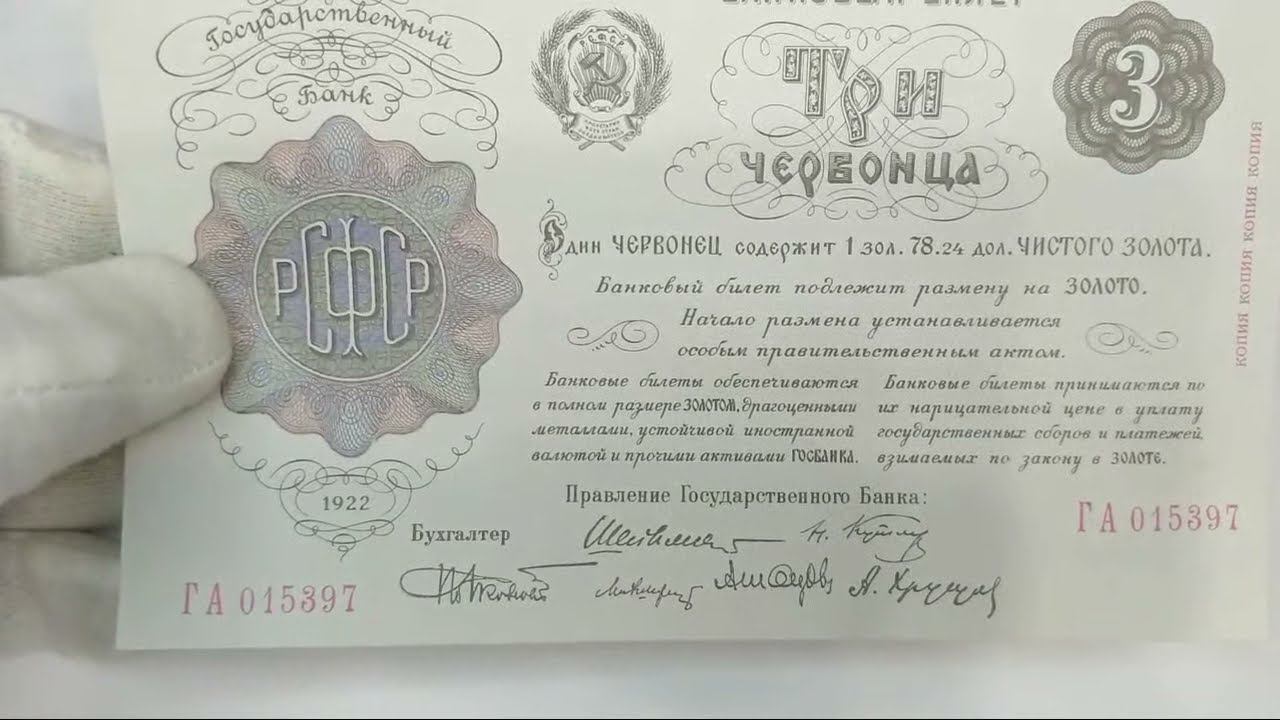 Государственный
Банк
БАНКОВЫЙ БИЛЕТ
РСФСР
3
ТРИ
ЧЕРВОНЦА
РСФСР
Один ЧЕРВОНЕЦ содержит 1 зол. 78.24 дол. ЧИСТОГО ЗОЛОТА.
Банковый билет подлежит размену на ЗОЛОТО.
Начало размена устанавливается
особым правительственным актом.
Банковые билеты обеспечиваются
в полном размере ЗОЛОТОМ, драгоценными
металлами, устойчивой иностранной
валютой и прочими активами ГОСБАНКА.
Банковые билеты принимаются по
их нарицательной цене в уплату
государственных сборов и платежей,
взимаемых по закону в ЗОЛОТЕ.
КОПИЯ КОПИЯ КОПИЯ КОПИЯ
1922
Правление Государственного Банка:
Бухгалтер
ГА 015397
ГА 015397